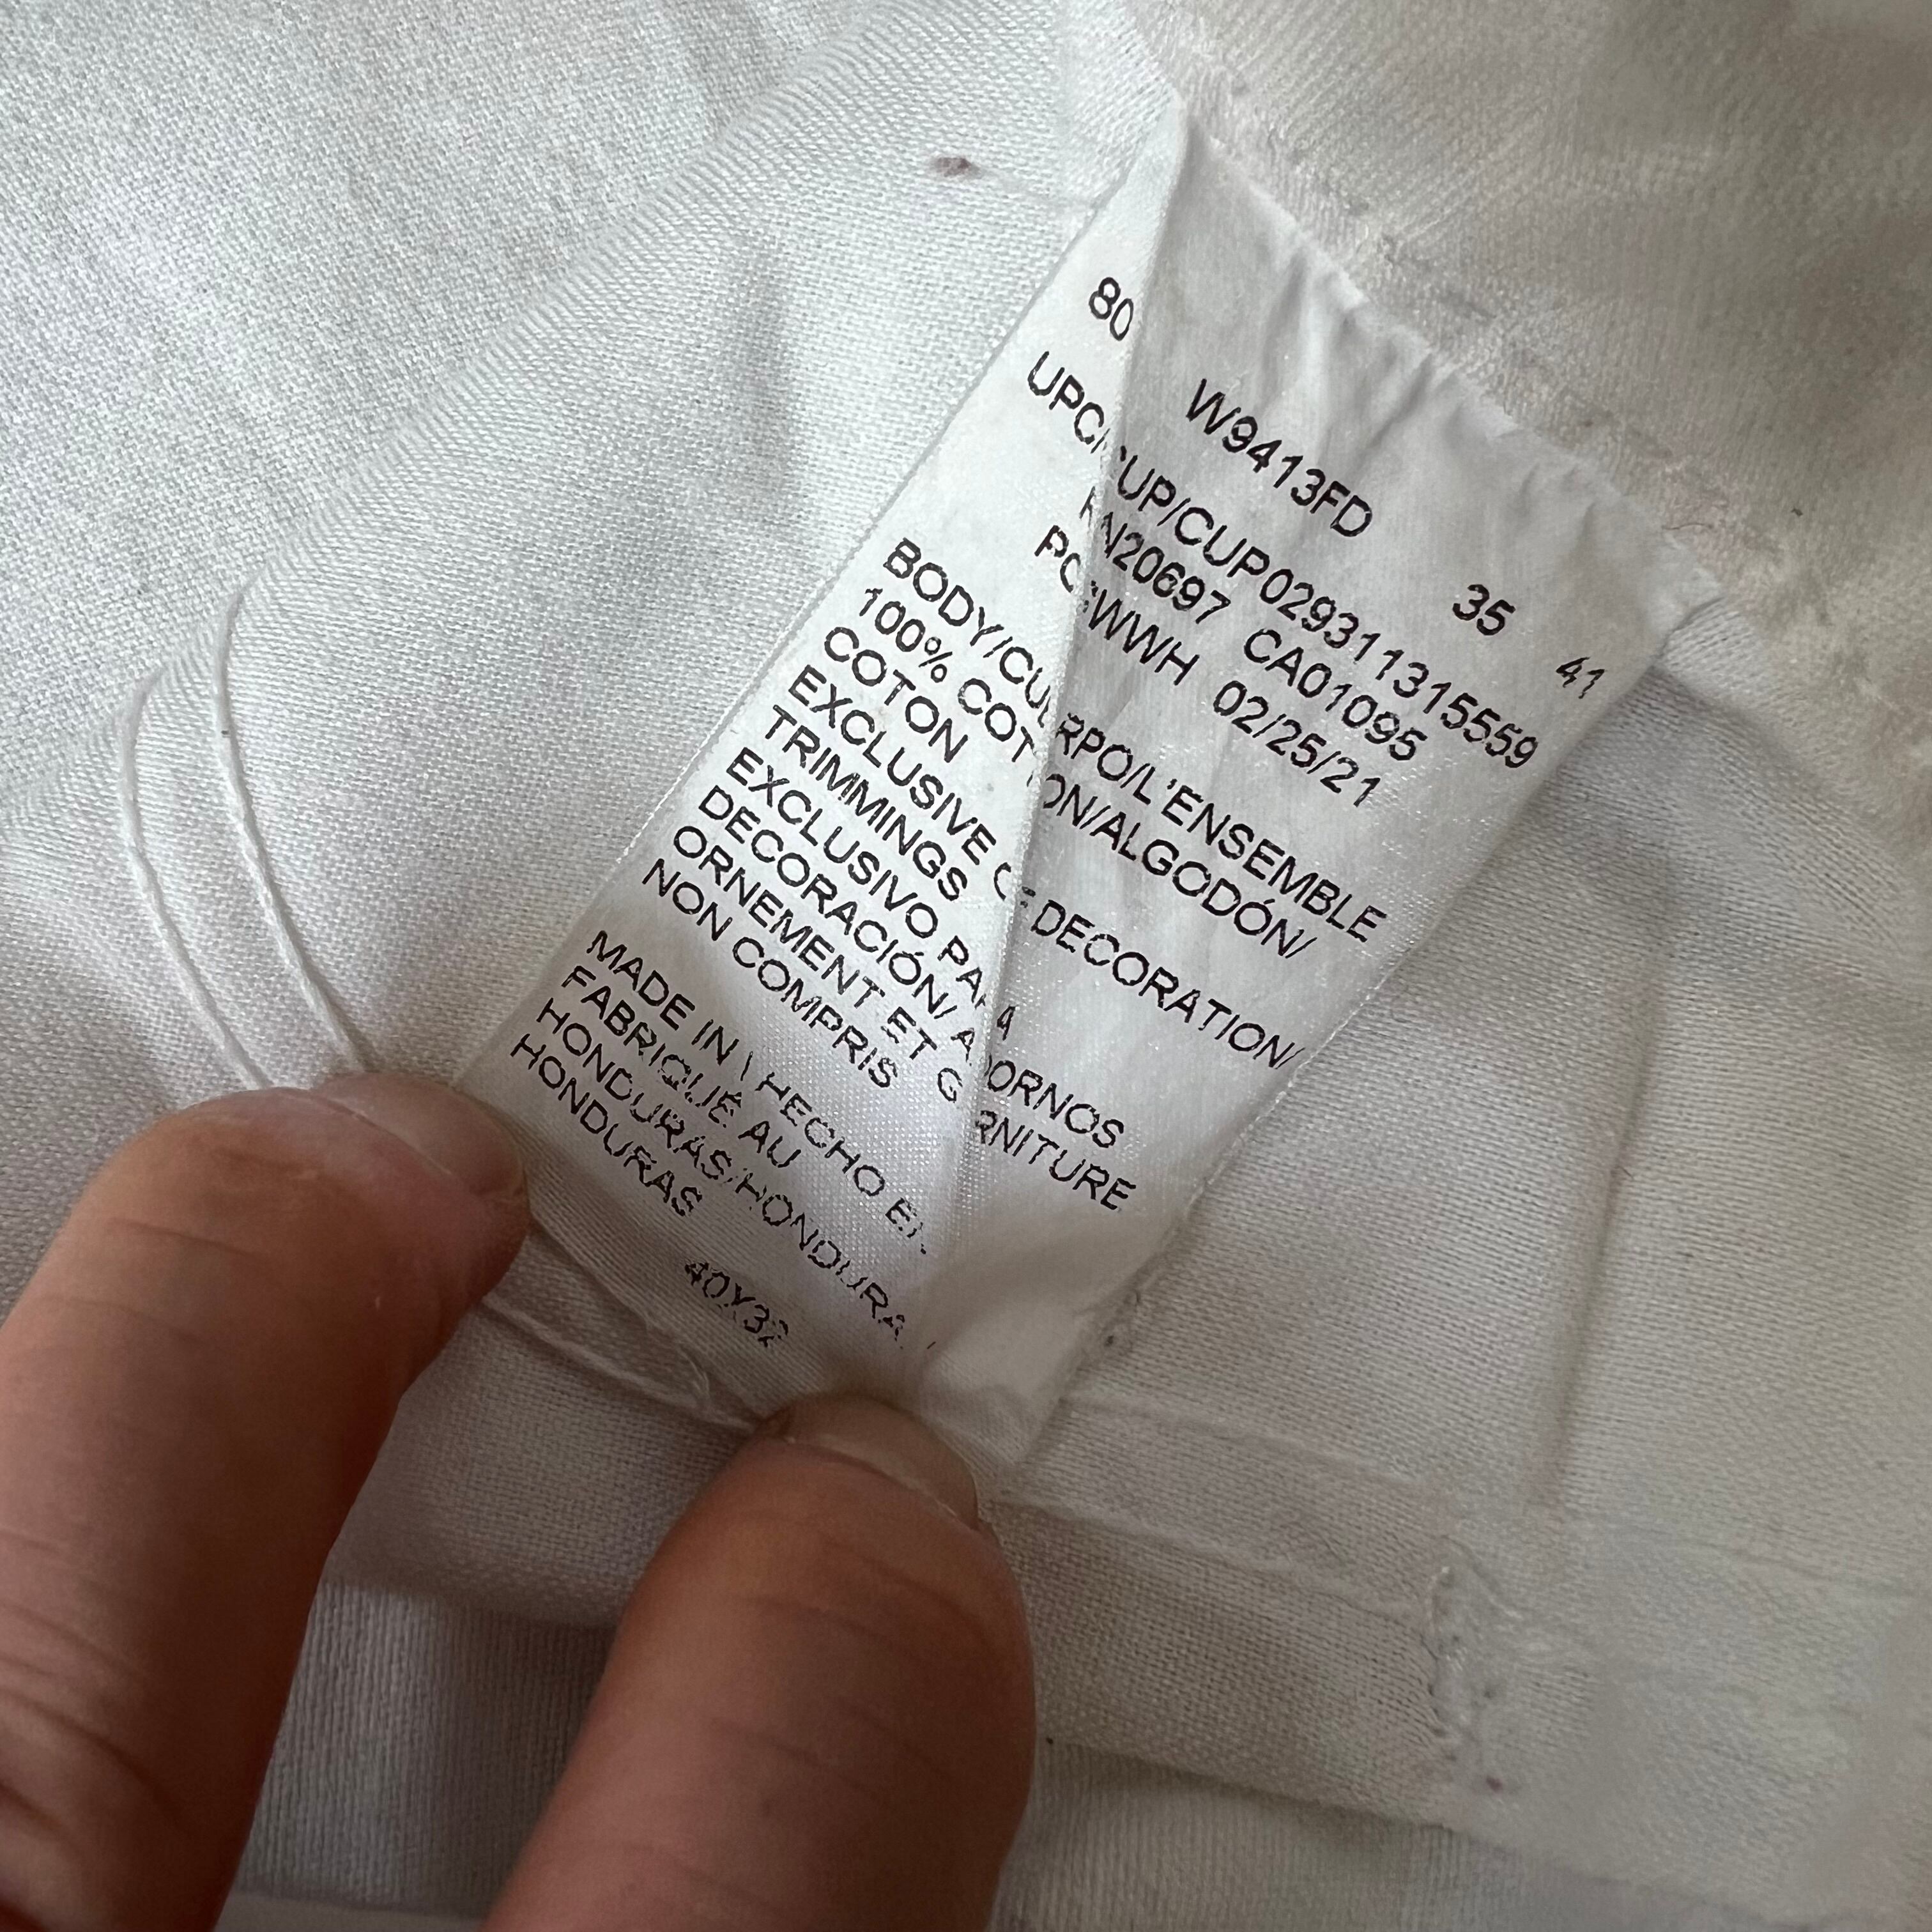 80 W9413FD 35 41
UPC/CUP/CUP029311315559
RN20697 CA01095
WWH 02/25/21
BODY/CUERPO/L'ENSEMBLE
100% COTTON/ALGODÓN/
COTON
EXCLUSIVE OF DECORATION/
TRIMMINGS
EXCLUSIVO PARA
DECORACIÓN/ ADORNOS
ORNEMENT ET GARNITURE
NON COMPRIS
MADE IN \ HECHO EN
FABRIQUÉ AU
HONDURAS/HONDURAS
HONDURAS
40X32